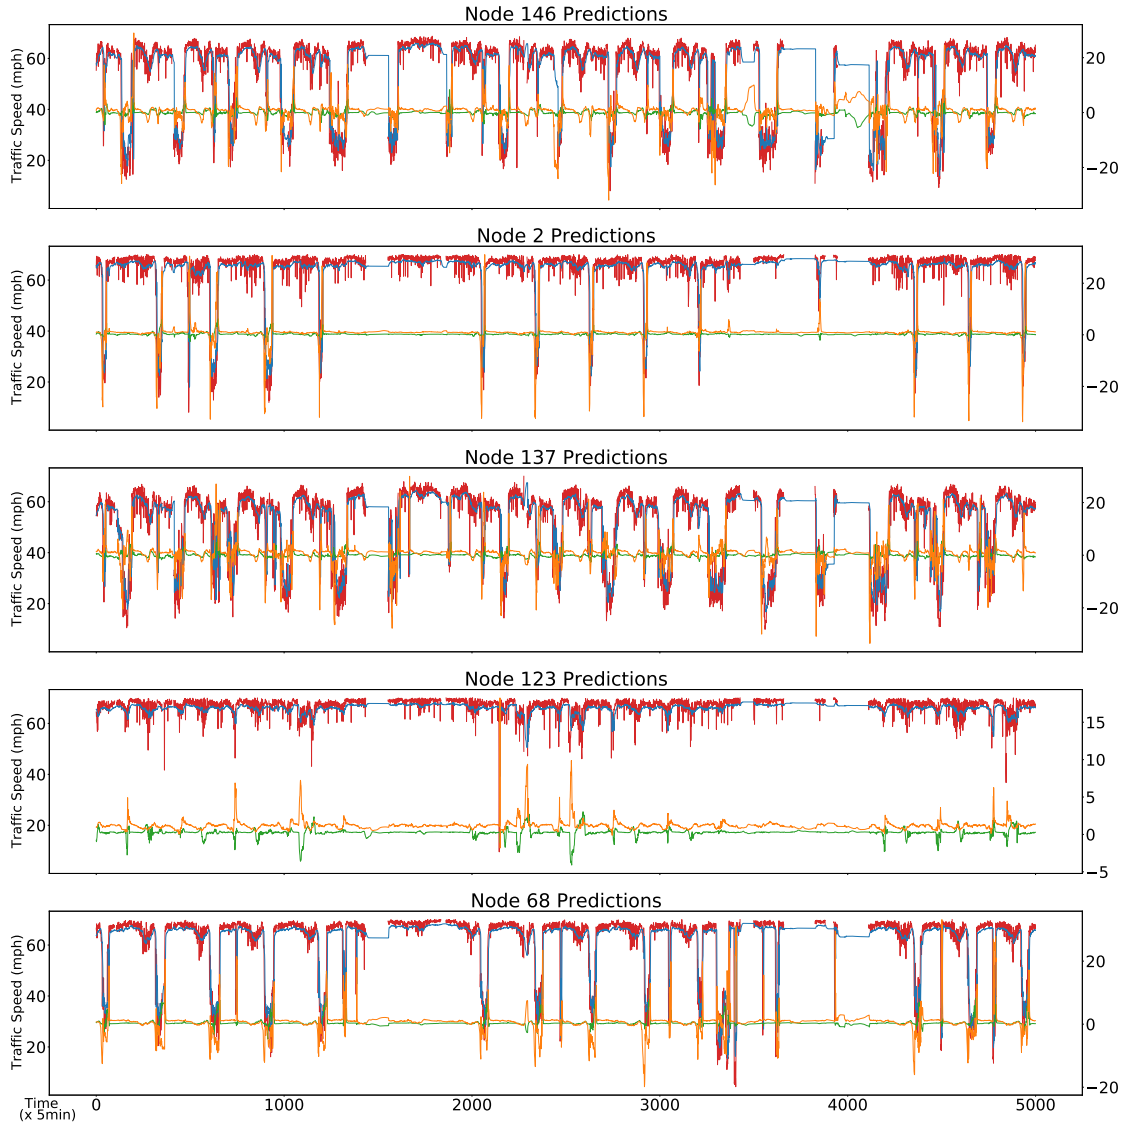 Node 146 Predictions
Traffic Speed (mph)
60
40
20
20
0
−20
Node 2 Predictions
Traffic Speed (mph)
60
40
20
20
0
−20
Node 137 Predictions
Traffic Speed (mph)
60
40
20
20
0
−20
Node 123 Predictions
Traffic Speed (mph)
60
40
20
15
10
5
0
−5
Node 68 Predictions
Traffic Speed (mph)
60
40
20
20
0
−20
Time
(x 5min)
0 1000 2000 3000 4000 5000